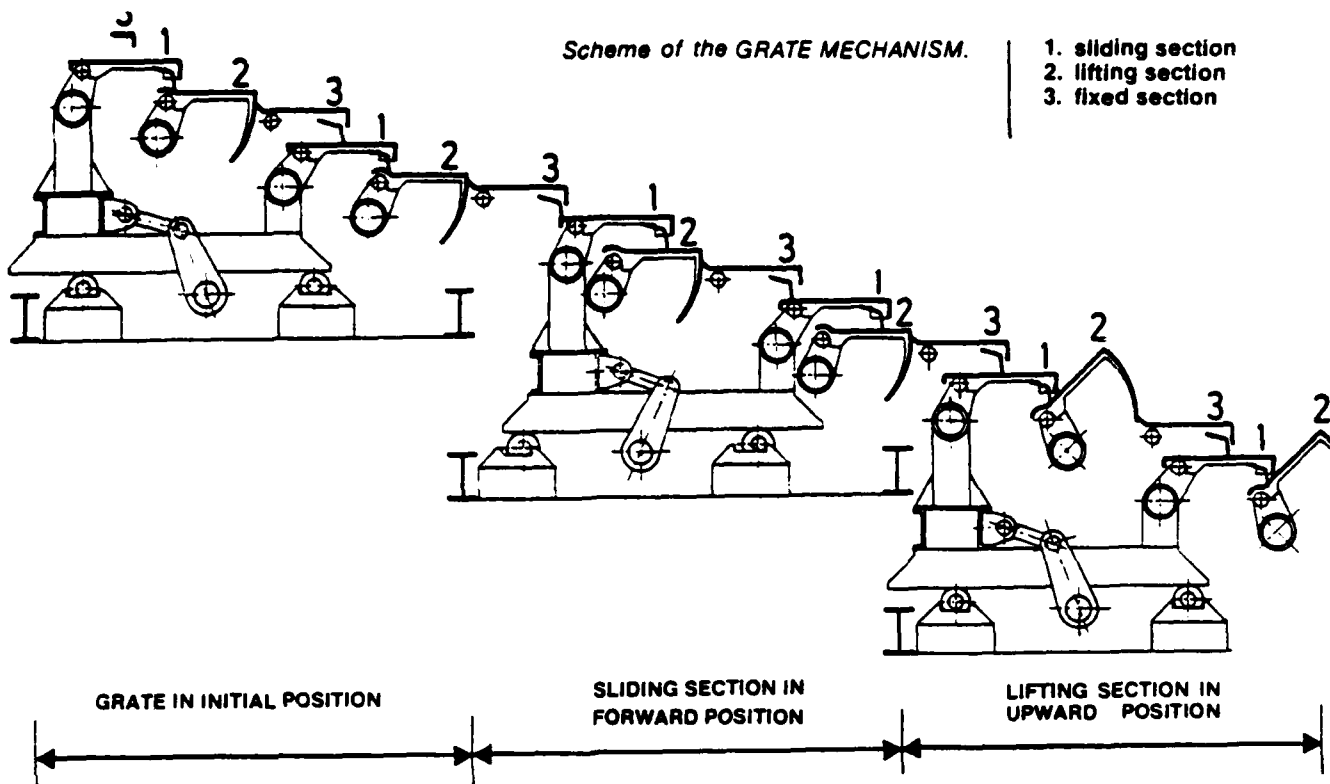 Scheme of the GRATE MECHANISM.
1. sliding section
2. lifting section
3. fixed section
3
1
2
3
1
2
3
1
2
3
1
2
3
1
2
3
1
2
GRATE IN INITIAL POSITION
SLIDING SECTION IN
FORWARD POSITION
LIFTING SECTION IN
UPWARD POSITION